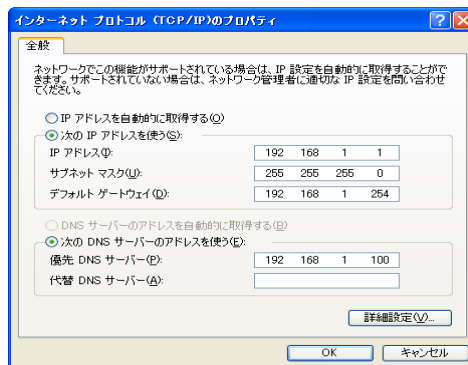 インターネット プロトコル (TCP/IP)のプロパティ
全般
ネットワークでこの機能がサポートされている場合は、IP 設定を自動的に取得することがで
きます。サポートされていない場合は、ネットワーク管理者に適切な IP 設定を問い合わせ
てください。
IP アドレスを自動的に取得する(O)
次の IP アドレスを使う(S):
IP アドレス(I): 192 168 1 1
サブネット マスク(U): 255 255 255 0
デフォルト ゲートウェイ(D): 192 168 1 254
DNS サーバーのアドレスを自動的に取得する(B)
次の DNS サーバーのアドレスを使う(E):
優先 DNS サーバー(P): 192 168 1 100
代替 DNS サーバー(A):
詳細設定(V)...
OK キャンセル